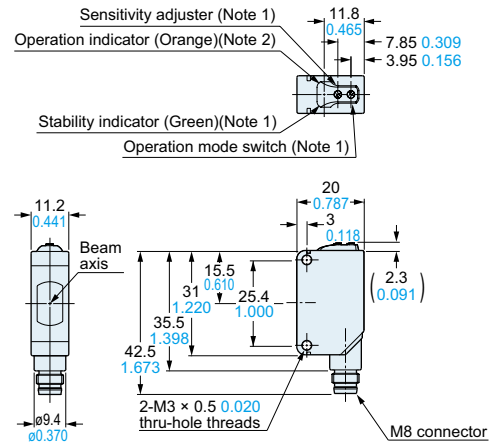 Sensitivity adjuster (Note 1)
11.8
0.465
Operation indicator (Orange)(Note 2)
7.85 0.309
3.95 0.156
Stability indicator (Green)(Note 1)
Operation mode switch (Note 1)
20
0.787
11.2
0.441
3
0.118
Beam
axis
15.5
0.610
2.3
0.091
25.4
1.000
31
1.220
35.5
1.398
42.5
1.673
ø9.4
ø0.370
2-M3 × 0.5 0.020
thru-hole threads
M8 connector